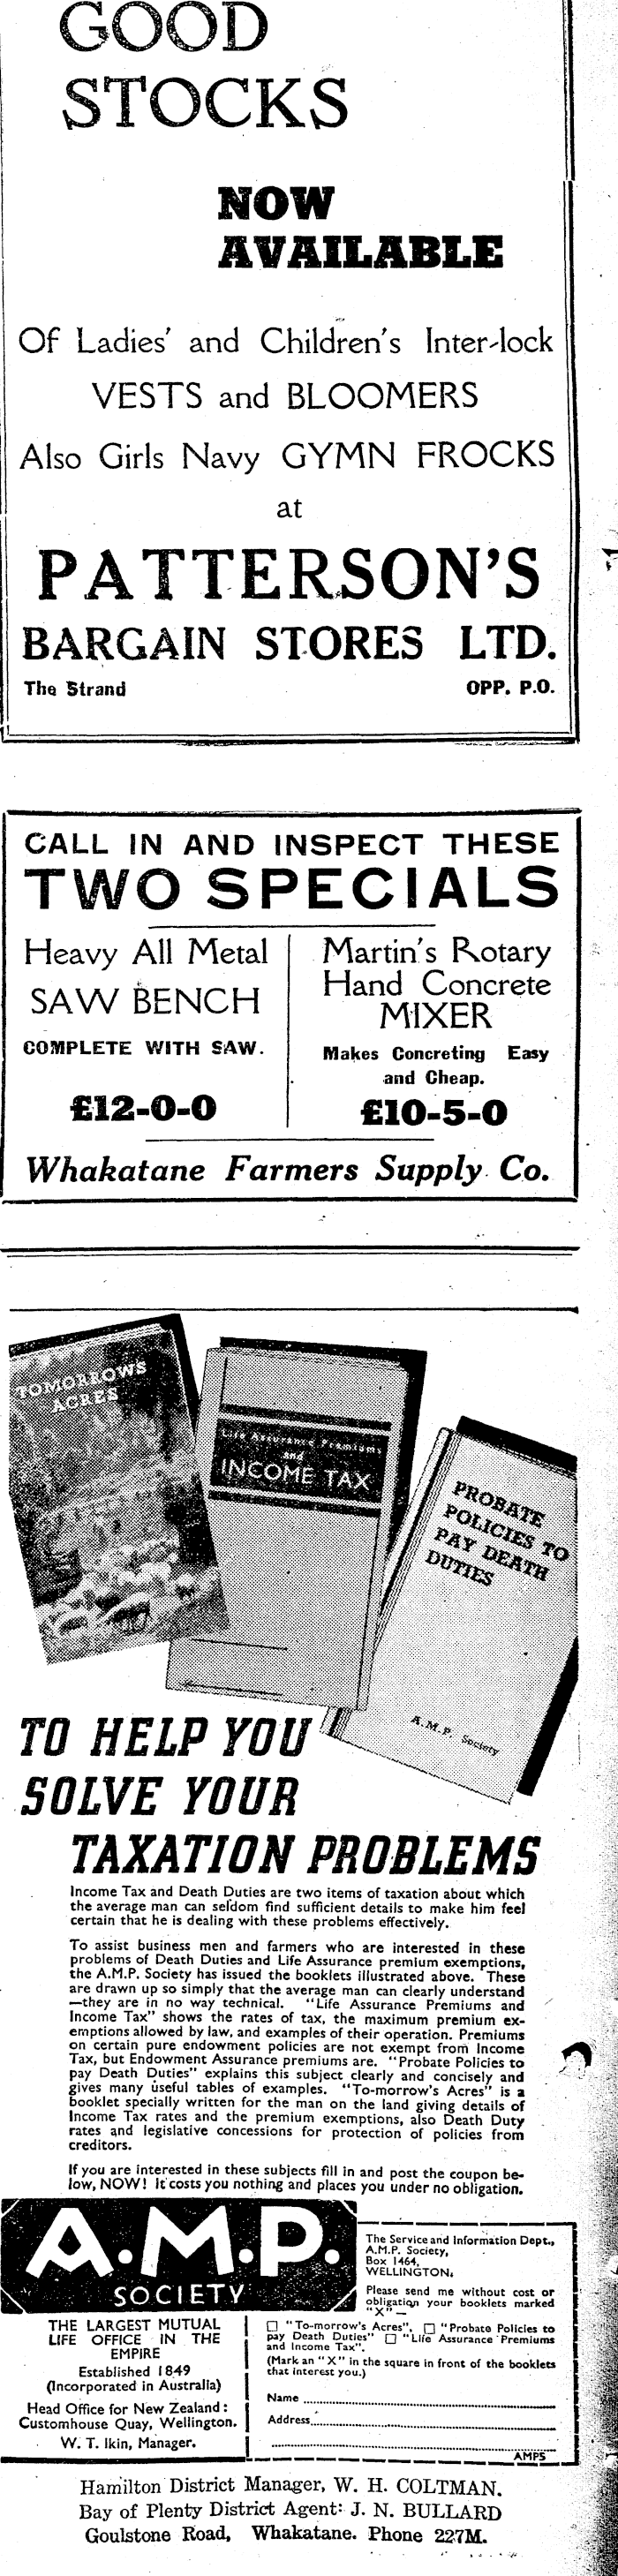 GOOD
STOCKS
NOW
AVAILABLE
Of Ladies' and Children's Inter-lock
VESTS and BLOOMERS
Also Girls Navy GYMN FROCKS
at
PATTERSON'S
BARGAIN STORES LTD.
The Strand OPP. P.O.
CALL IN AND INSPECT THESE
TWO SPECIALS
Heavy All Metal
SAW BENCH
COMPLETE WITH SAW.
£12-0-0
Martin's Rotary
Hand Concrete
MIXER
Makes Concreting Easy
and Cheap.
£10-5-0
Whakatane Farmers Supply Co.
TOMORROWS
ACRES
Life Assurance Premiums
and
INCOME TAX
PROBATE
POLICIES TO
PAY DEATH
DUTIES
A.M.P. Society
TO HELP YOU
SOLVE YOUR
TAXATION PROBLEMS
Income Tax and Death Duties are two items of taxation about which
the average man can seldom find sufficient details to make him feel
certain that he is dealing with these problems effectively.
To assist business men and farmers who are interested in these
problems of Death Duties and Life Assurance premium exemptions,
the A.M.P. Society has issued the booklets illustrated above. These
are drawn up so simply that the average man can clearly understand
—they are in no way technical. "Life Assurance Premiums and
Income Tax" shows the rates of tax, the maximum premium ex-
emptions allowed by law, and examples of their operation. Premiums
on certain pure endowment policies are not exempt from Income
Tax, but Endowment Assurance premiums are. "Probate Policies to
pay Death Duties" explains this subject clearly and concisely and
gives many useful tables of examples. "To-morrow's Acres" is a
booklet specially written for the man on the land giving details of
Income Tax rates and the premium exemptions, also Death Duty
rates and legislative concessions for protection of policies from
creditors.
If you are interested in these subjects fill in and post the coupon be-
low, NOW! It costs you nothing and places you under no obligation.
A.M.P.
SOCIETY
THE LARGEST MUTUAL
LIFE OFFICE IN THE
EMPIRE
Established 1849
(Incorporated in Australia)
Head Office for New Zealand:
Customhouse Quay, Wellington.
W. T. Ikin, Manager.
The Service and Information Dept.,
A.M.P. Society,
Box 1464,
WELLINGTON.
Please send me without cost or
obligation your booklets marked
"X"—
"To-morrow's Acres", "Probate Policies to
pay Death Duties" "Life Assurance Premiums
and Income Tax".
(Mark an "X" in the square in front of the booklets
that interest you.)
Name
Address
AMP5
Hamilton District Manager, W. H. COLTMAN.
Bay of Plenty District Agent: J. N. BULLARD
Goulstone Road, Whakatane. Phone 227M.